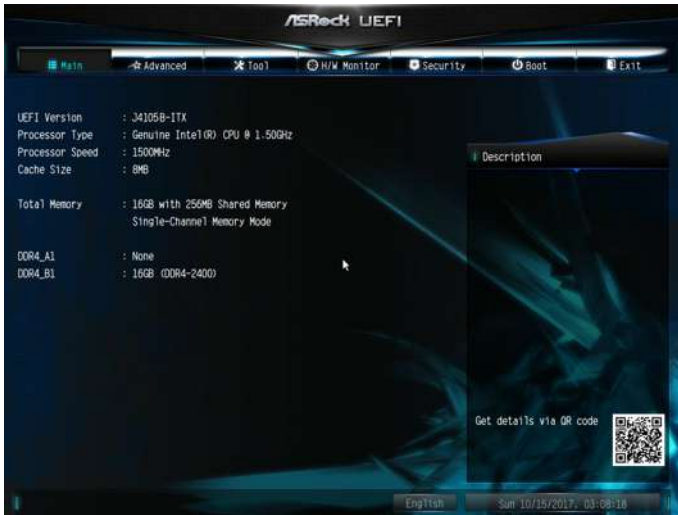 ASRock UEFI
Main
Advanced
Tool
H/W Monitor
Security
Boot
Exit
UEFI Version : J4105B-ITX
Processor Type : Genuine Intel(R) CPU @ 1.50GHz
Processor Speed : 1500MHz
Cache Size : 8MB
Total Memory : 16GB with 256MB Shared Memory
Single-Channel Memory Mode
DDR4_A1 : None
DDR4_B1 : 16GB (DDR4-2400)
Description
Get details via QR code
English
Sun 10/15/2017, 03:08:18